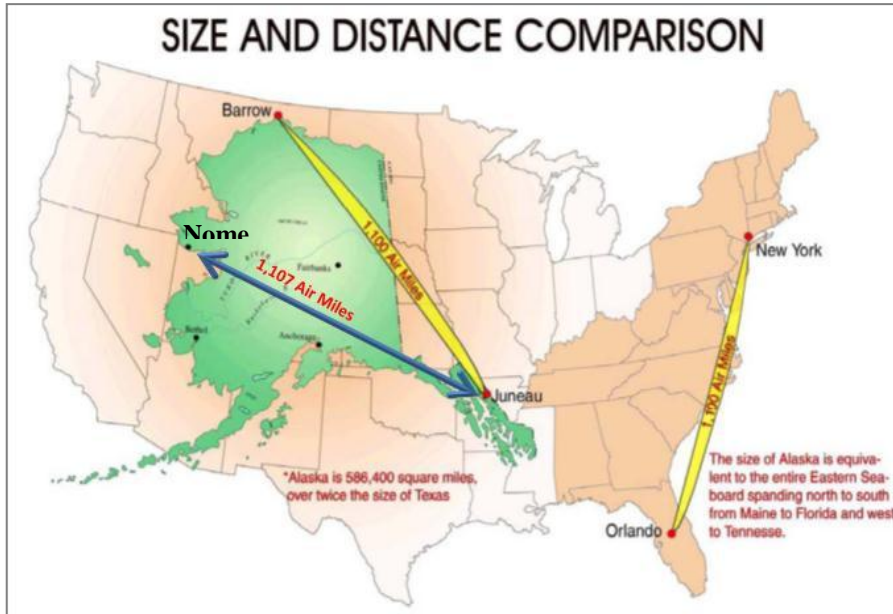 SIZE AND DISTANCE COMPARISON
Barrow
1,100 Air Miles
Nome
1,107 Air Miles
Fairbanks
YUKON RIVER
Bethel
Anchorage
Juneau
New York
1,100 Air Miles
Orlando
*Alaska is 586,400 square miles,
over twice the size of Texas
The size of Alaska is equiva-
lent to the entire Eastern Sea-
board spanding north to south
from Maine to Florida and west
to Tennesse.